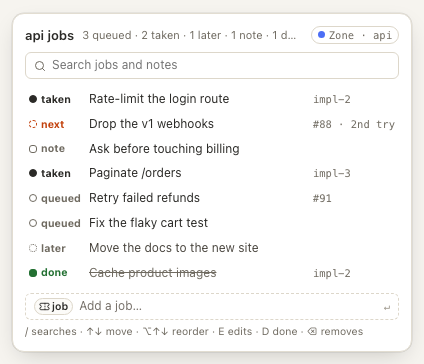 api jobs 3 queued · 2 taken · 1 later · 1 note · 1 d... Zone · api
Search jobs and notes
taken Rate-limit the login route impl-2
next Drop the v1 webhooks #88 · 2nd try
note Ask before touching billing
taken Paginate /orders impl-3
queued Retry failed refunds #91
queued Fix the flaky cart test
later Move the docs to the new site
done Cache product images impl-2
job Add a job... ↵
/ searches · ↑↓ move · ⌥↑↓ reorder · E edits · D done · ⌫ removes